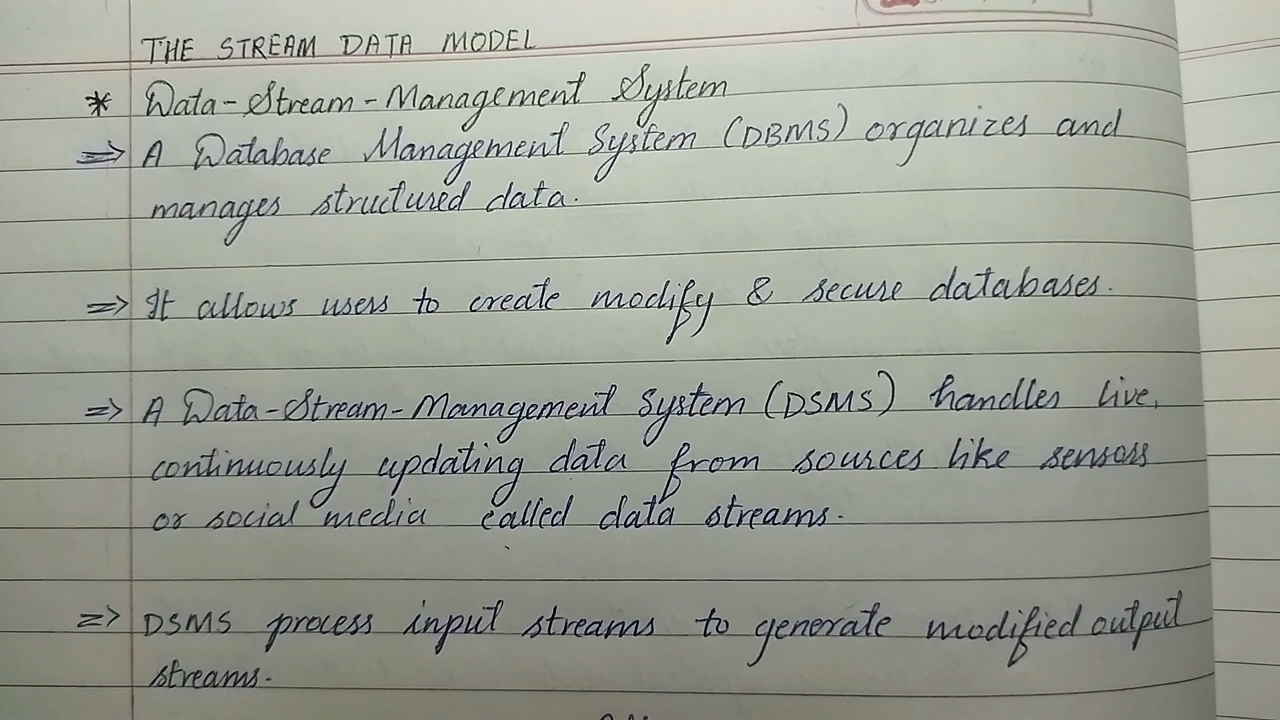 THE STREAM DATA MODEL
* Data-Stream-Management System
=> A Database Management System (DBMS) organizes and
manages structured data.
=> It allows users to create modify & secure databases.
=> A Data-Stream-Management System (DSMS) handles live,
continuously updating data from sources like sensors
or social media called data streams.
=> DSMS process input streams to generate modified output
streams.